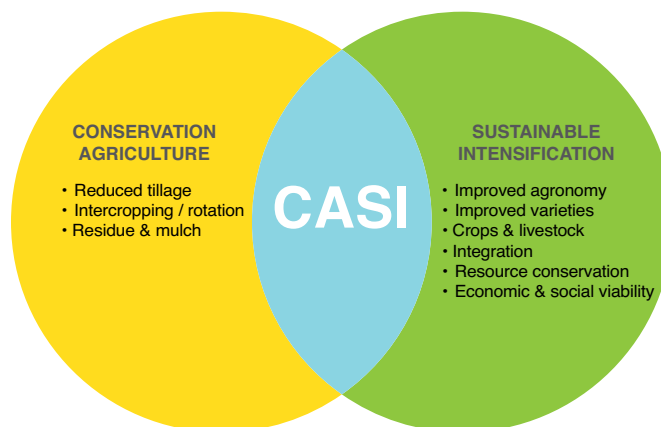 CONSERVATION
AGRICULTURE
• Reduced tillage
• Intercropping / rotation
• Residue & mulch
CASI
SUSTAINABLE
INTENSIFICATION
• Improved agronomy
• Improved varieties
• Crops & livestock
• Integration
• Resource conservation
• Economic & social viability